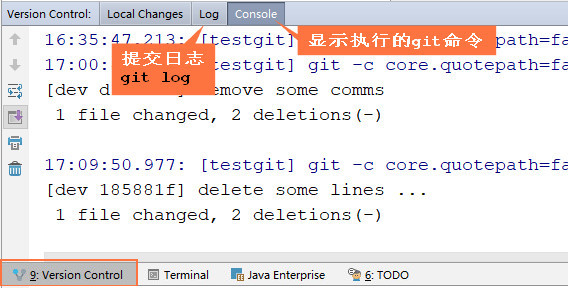 Version Control: Local Changes Log Console
16:35:47.213: [testgit] git -c core.quotepath=fa
提交日志
git log
显示执行的git命令
17:00: [testgit] git -c core.quotepath=fa
[dev d remove some comms
1 file changed, 2 deletions(-)
17:09:50.977: [testgit] git -c core.quotepath=fa
[dev 185881f] delete some lines ...
1 file changed, 2 deletions(-)
9: Version Control Terminal Java Enterprise 6: TODO